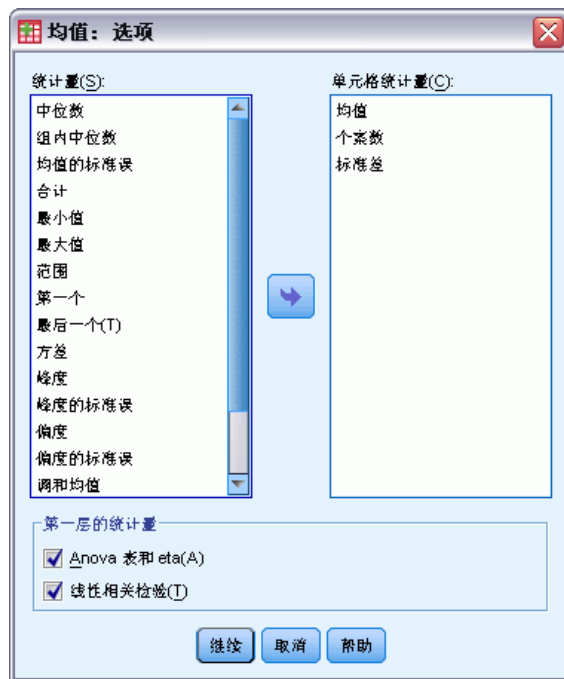 均值：选项
统计量(S):
中位数
组内中位数
均值的标准误
合计
最小值
最大值
范围
第一个
最后一个(T)
方差
峰度
峰度的标准误
偏度
偏度的标准误
调和均值
单元格统计量(C):
均值
个案数
标准差
第一层的统计量
Anova 表和 eta(A)
线性相关检验(T)
继续
取消
帮助